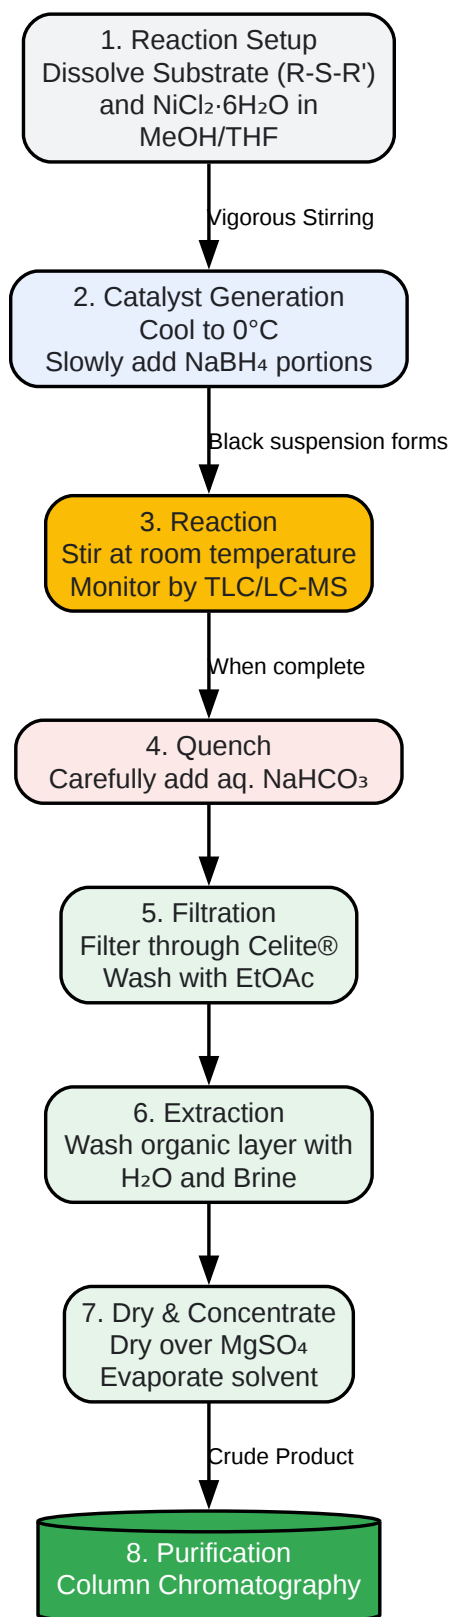 1. Reaction Setup
Dissolve Substrate (R-S-R')
and NiCl₂·6H₂O in
MeOH/THF
Vigorous Stirring
2. Catalyst Generation
Cool to 0°C
Slowly add NaBH₄ portions
Black suspension forms
3. Reaction
Stir at room temperature
Monitor by TLC/LC-MS
When complete
4. Quench
Carefully add aq. NaHCO₃
5. Filtration
Filter through Celite®
Wash with EtOAc
6. Extraction
Wash organic layer with
H₂O and Brine
7. Dry & Concentrate
Dry over MgSO₄
Evaporate solvent
Crude Product
8. Purification
Column Chromatography